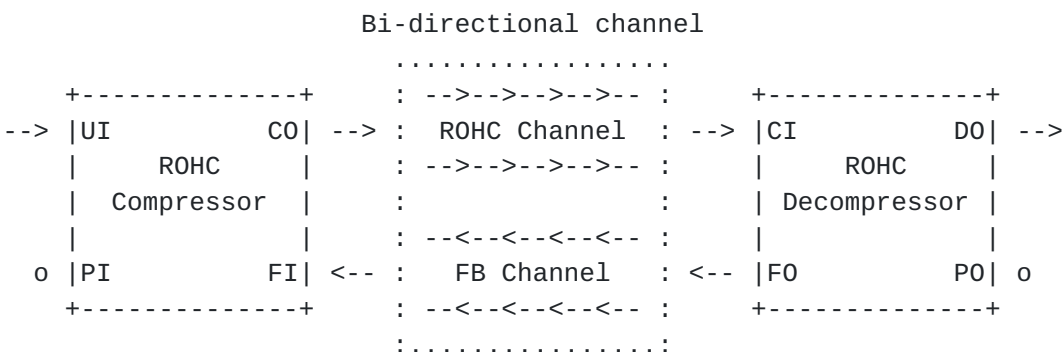 Bi-directional channel
                         ..................
    +--------------+     : -->-->-->-->-- :     +--------------+
--> |UI          CO| --> :  ROHC Channel  : --> |CI          DO| -->
    |     ROHC     |     : -->-->-->-->-- :     |     ROHC     |
    |  Compressor  |     :                :     | Decompressor |
    |              |     : --<--<--<--<-- :     |              |
  o |PI          FI| <-- :   FB Channel   : <-- |FO          PO| o
    +--------------+     : --<--<--<--<-- :     +--------------+
                         :................: